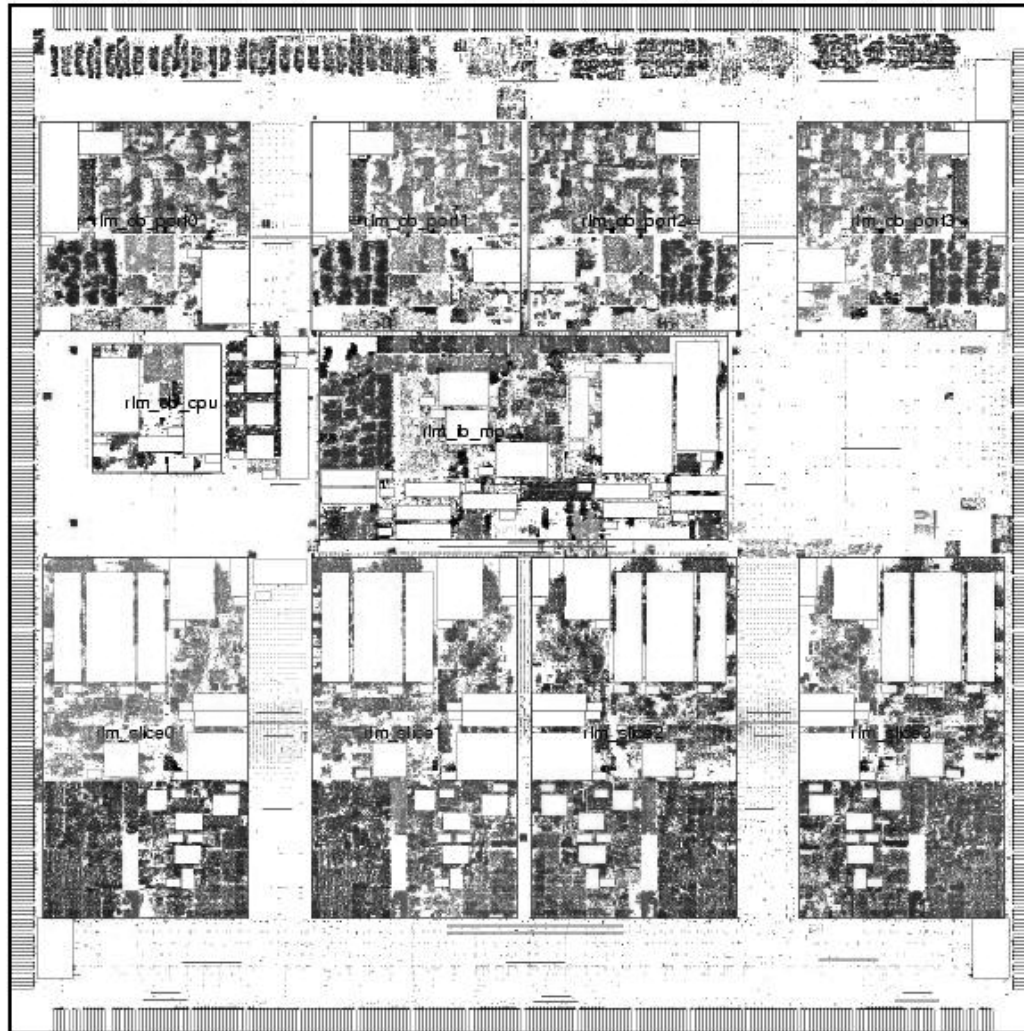 rlm_cb_port0 rlm_cb_port1 rlm_cb_port2 rlm_cb_port3
rlm_cb_cpu
rlm_ib_mp
rlm_slice0 rlm_slice1 rlm_slice2 rlm_slice3